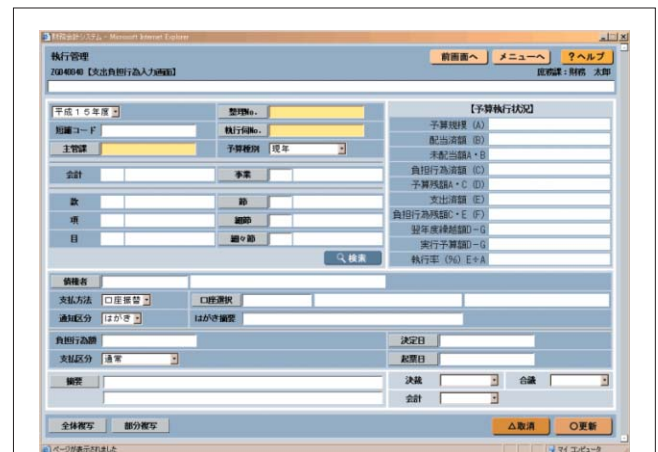 財務会計システム - Microsoft Internet Explorer
執行管理
前画面へ メニューへ ?ヘルプ
ZG040040【支出負担行為入力画面】
庶務課:財務 太郎
平成15年度 整理No.
短縮コード 執行伺No.
主管課 予算種別 現年
会計 事業
款 節
項 細節
目 細々節
検索
【予算執行状況】
予算規模 (A)
配当済額 (B)
未配当額A・B
負担行為済額 (C)
予算残額A・C (D)
支出済額 (E)
負担行為残額C・E (F)
翌年度繰越額D-G
実行予算額D-G
執行率 (%) E÷A
債権者
支払方法 口座振替 口座選択
通知区分 はがき はがき摘要
負担行為額 決定日
支払区分 通常 起票日
摘要 決裁 合議
会計
全体複写 部分複写 △取消 ○更新
ページが表示されました マイ コンピュータ